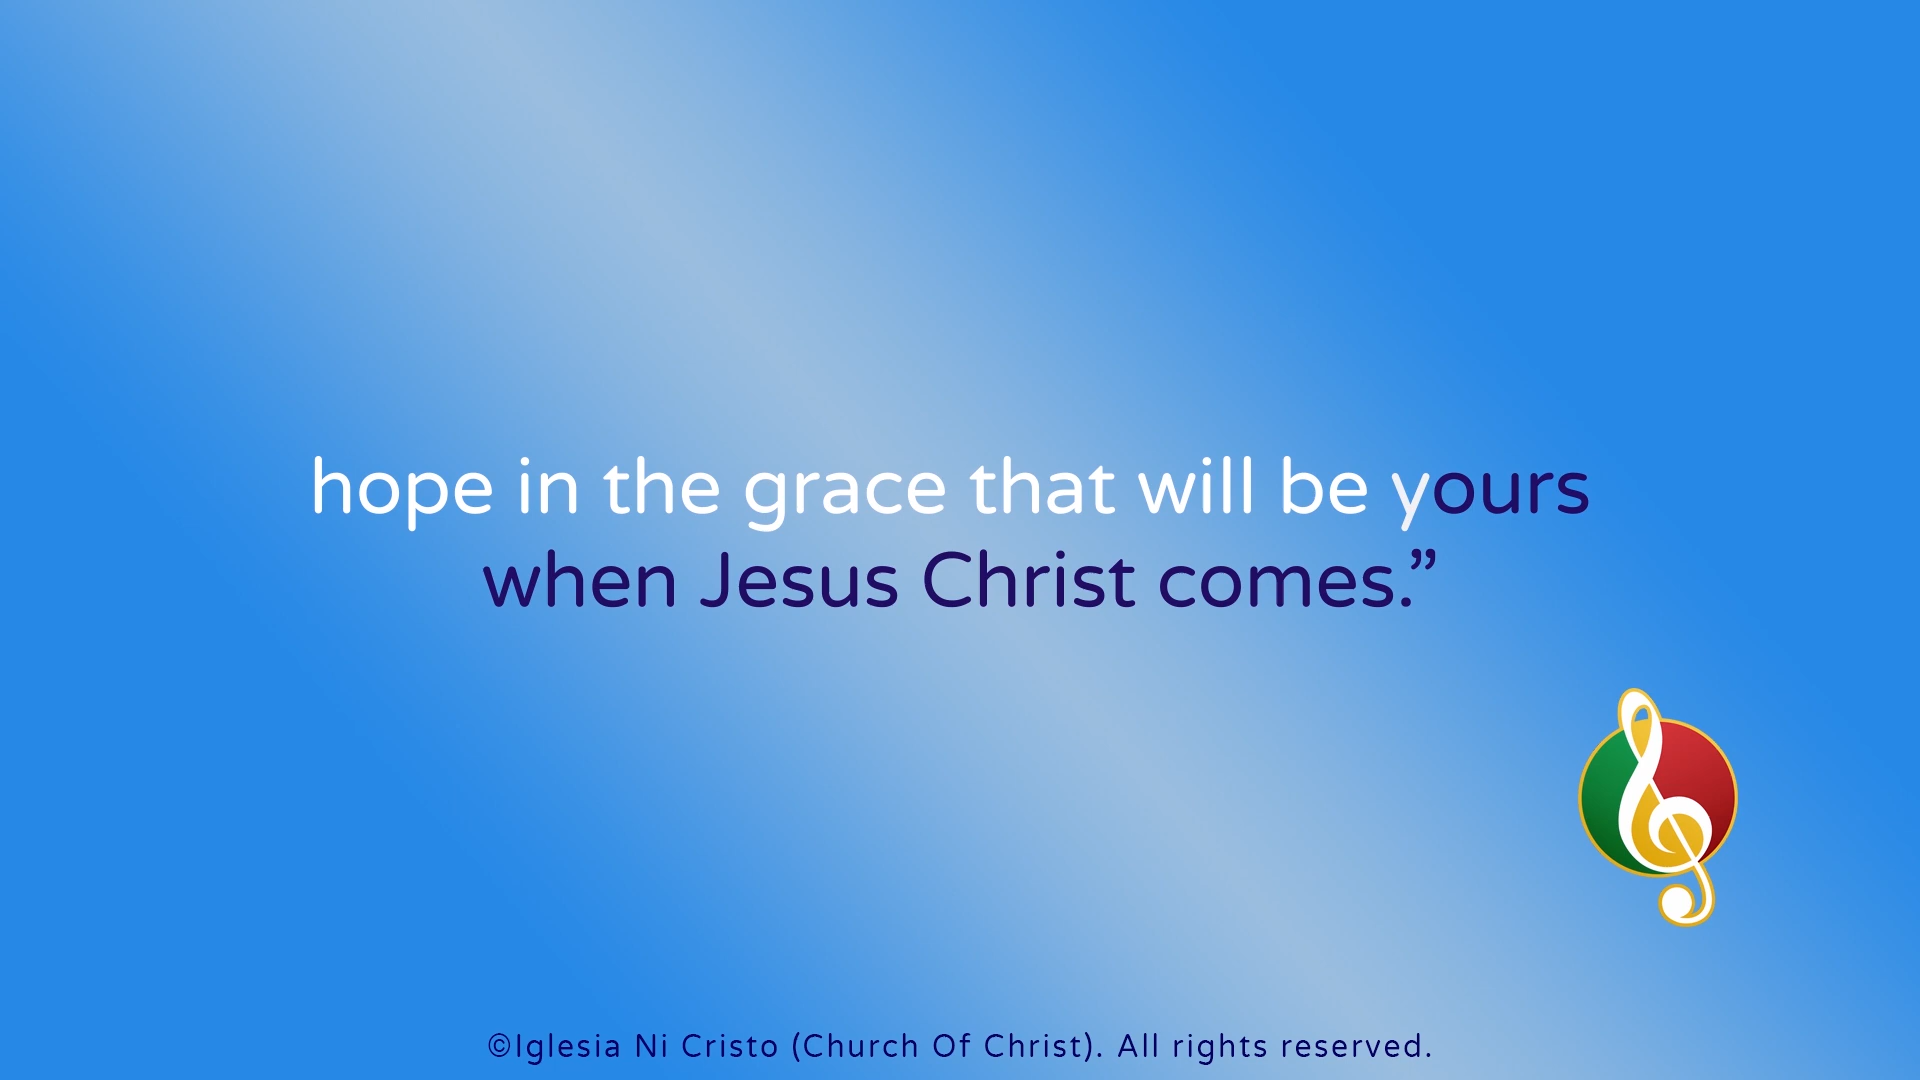 hope in the grace that will be yours
when Jesus Christ comes.”
©Iglesia Ni Cristo (Church Of Christ). All rights reserved.